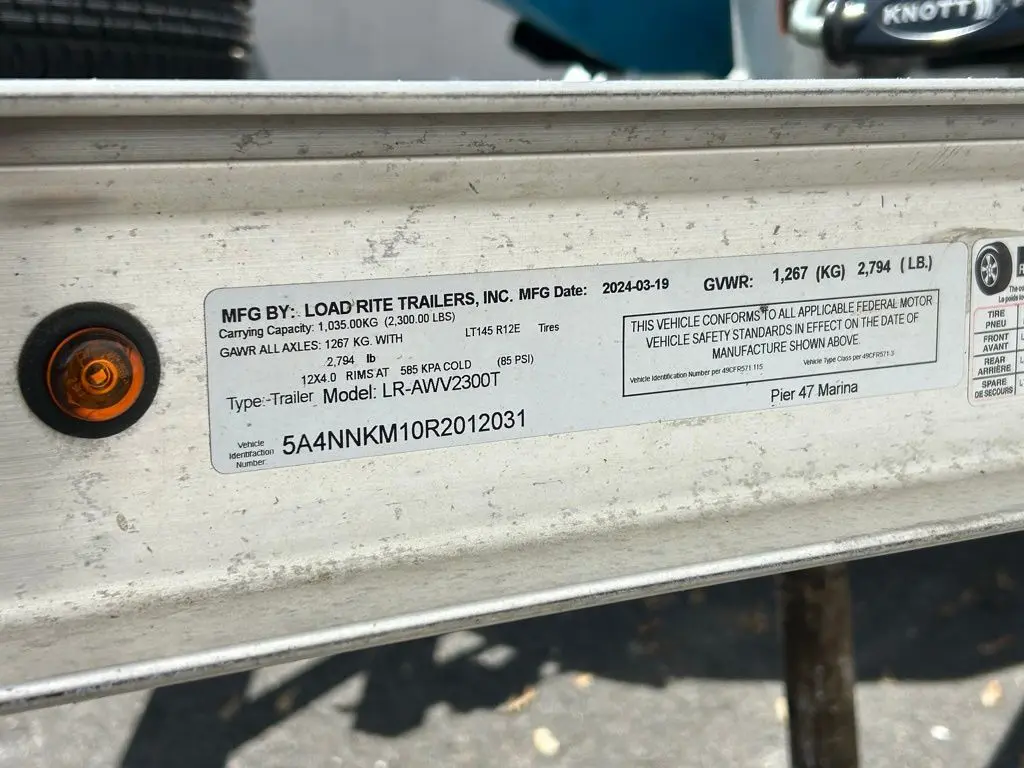 KNOTT
MFG BY: LOAD RITE TRAILERS, INC. MFG Date: 2024-03-19 GVWR: 1,267 (KG) 2,794 (LB.)
Carrying Capacity: 1,035.00KG (2,300.00 LBS)
GAWR ALL AXLES: 1267 KG. WITH LT145 R12E Tires
2,794 lb
12X4.0 RIMS AT 585 KPA COLD (85 PSI)
Type:-Trailer Model: LR-AWV2300T
Vehicle
Identifraction
Number:
5A4NNKM10R2012031
THIS VEHICLE CONFORMS TO ALL APPLICABLE FEDERAL MOTOR
VEHICLE SAFETY STANDARDS IN EFFECT ON THE DATE OF
MANUFACTURE SHOWN ABOVE.
Vehicle Identification Number per 49CFR571.115 Vehicle Type Class per 49CFR571.3
Pier 47 Marina
TIRE
PNEU
FRONT
AVANT
REAR
ARRIÈRE
SPARE
DE SECOURS